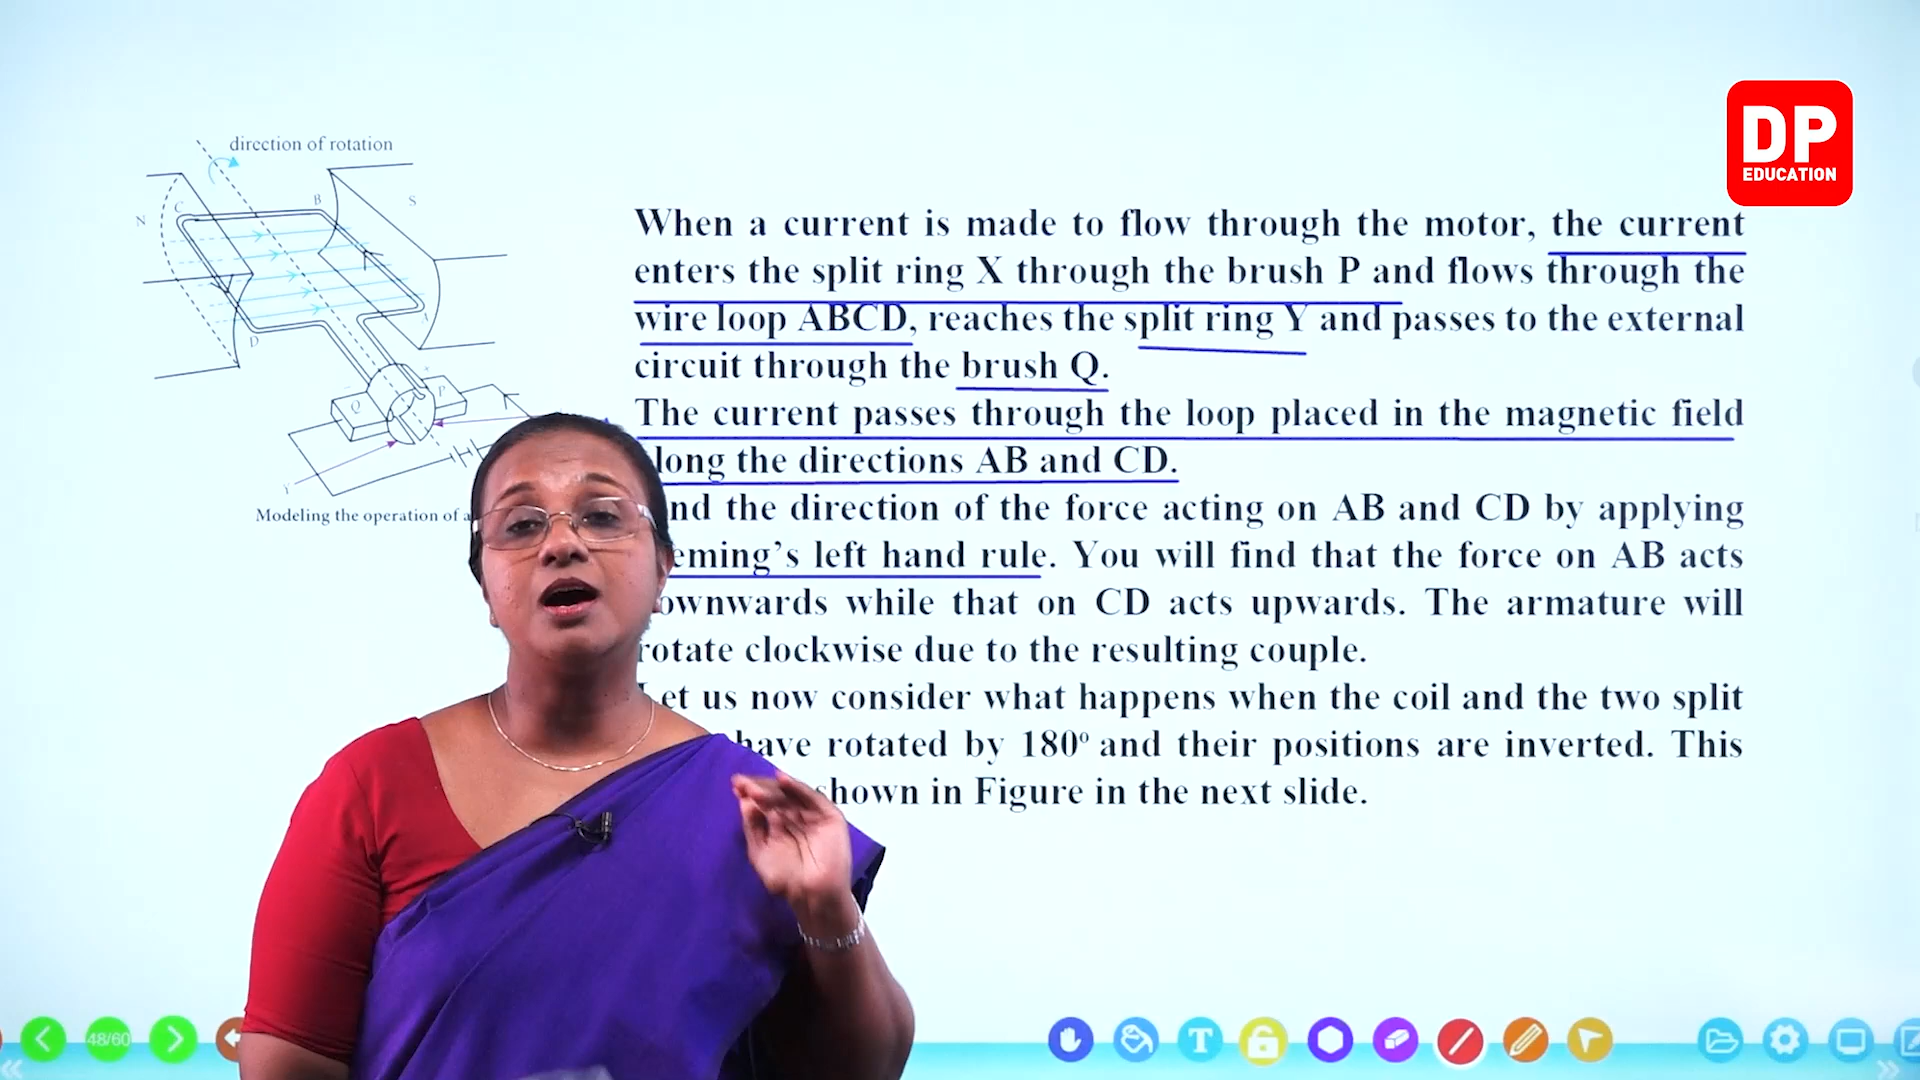 DP
EDUCATION
direction of rotation
N
C
B
S
D
Q
P
Y
Modeling the operation of a
When a current is made to flow through the motor, the current
enters the split ring X through the brush P and flows through the
wire loop ABCD, reaches the split ring Y and passes to the external
circuit through the brush Q.
The current passes through the loop placed in the magnetic field
long the directions AB and CD.
nd the direction of the force acting on AB and CD by applying
eming's left hand rule. You will find that the force on AB acts
ownwards while that on CD acts upwards. The armature will
rotate clockwise due to the resulting couple.
Let us now consider what happens when the coil and the two split
have rotated by 180° and their positions are inverted. This
shown in Figure in the next slide.
48/60
T